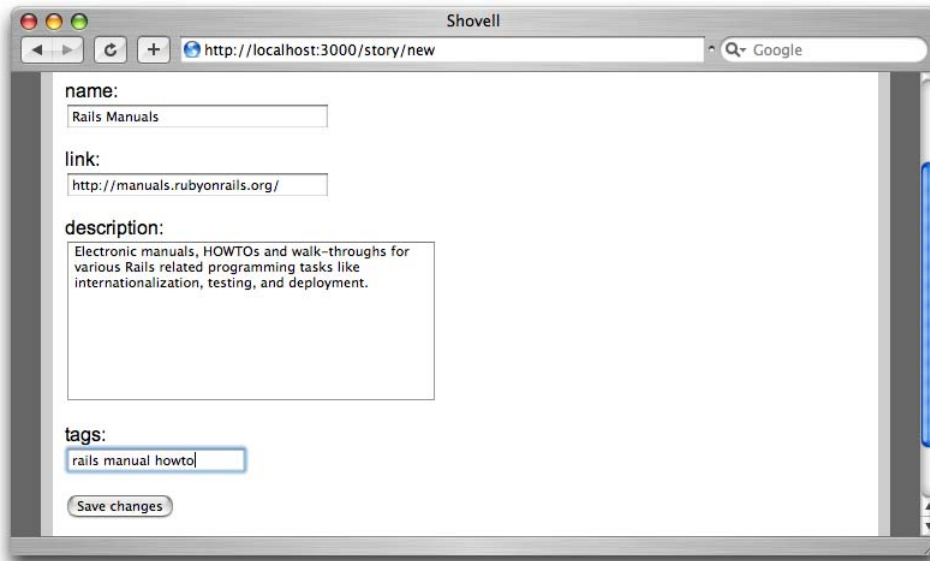 Shovell
http://localhost:3000/story/new
Google
name:
Rails Manuals
link:
http://manuals.rubyonrails.org/
description:
Electronic manuals, HOWTOs and walk-throughs for
various Rails related programming tasks like
internationalization, testing, and deployment.
tags:
rails manual howto
Save changes